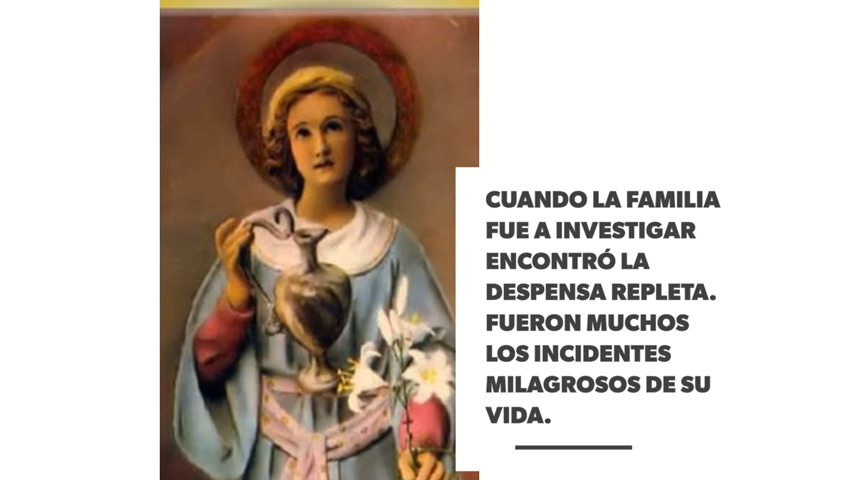 CUANDO LA FAMILIA
FUE A INVESTIGAR
ENCONTRÓ LA
DESPENSA REPLETA.
FUERON MUCHOS
LOS INCIDENTES
MILAGROSOS DE SU
VIDA.